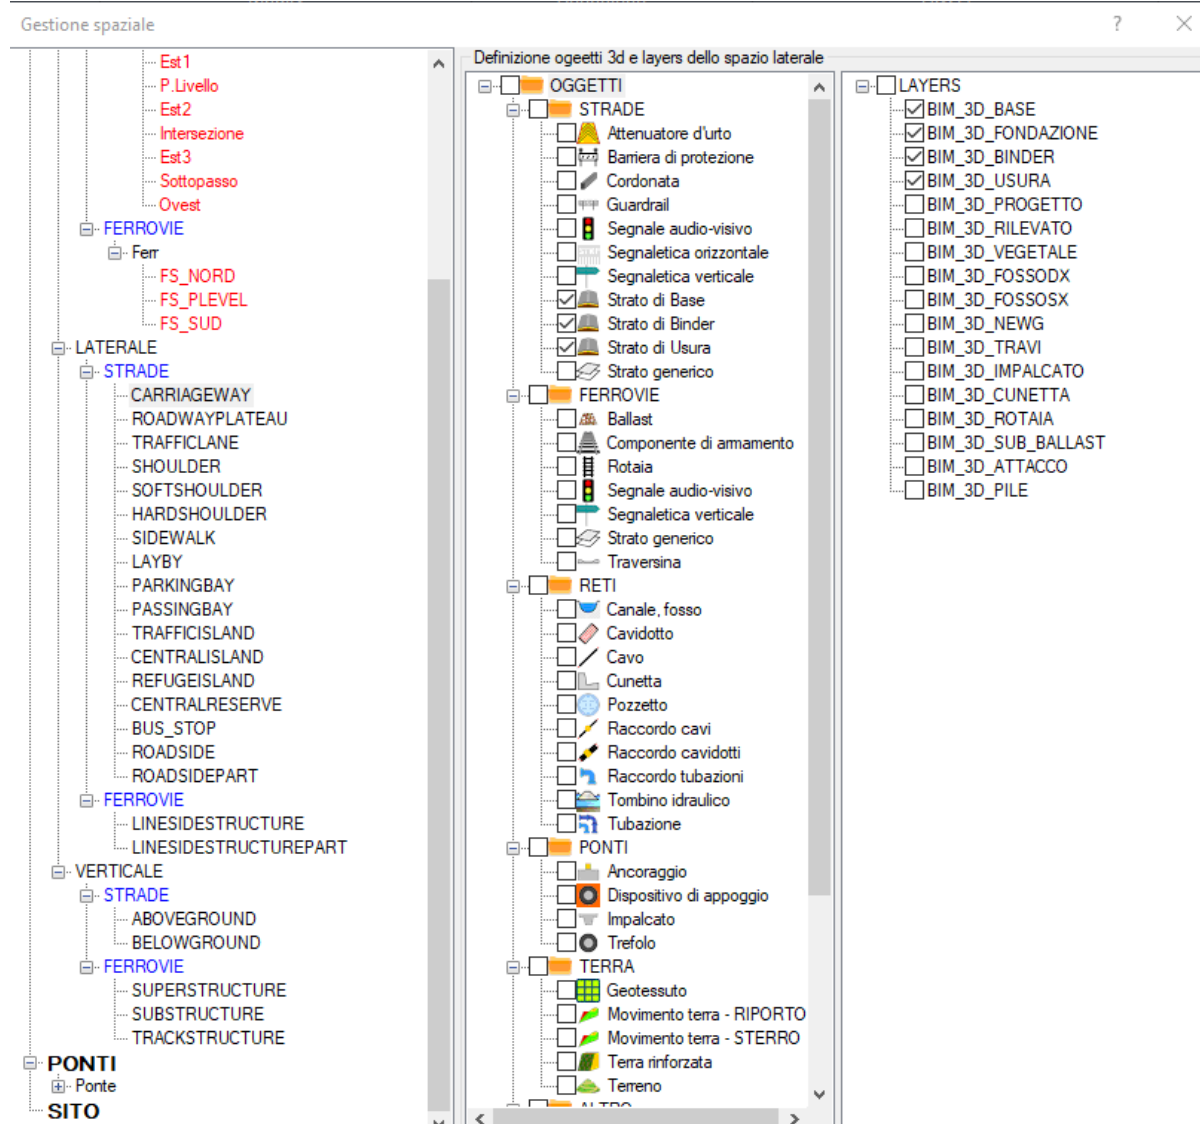 Gestione spaziale
?
Est1
P.Livello
Est2
Intersezione
Est3
Sottopasso
Ovest
FERROVIE
Ferr
FS_NORD
FS_PLEVEL
FS_SUD
LATERALE
STRADE
CARRIAGEWAY
ROADWAYPLATEAU
TRAFFICLANE
SHOULDER
SOFTSHOULDER
HARDSHOULDER
SIDEWALK
LAYBY
PARKINGBAY
PASSINGBAY
TRAFFICISLAND
CENTRALISLAND
REFUGEISLAND
CENTRALRESERVE
BUS_STOP
ROADSIDE
ROADSIDEPART
FERROVIE
LINESIDESTRUCTURE
LINESIDESTRUCTUREPART
VERTICALE
STRADE
ABOVEGROUND
BELOWGROUND
FERROVIE
SUPERSTRUCTURE
SUBSTRUCTURE
TRACKSTRUCTURE
PONTI
Ponte
SITO
Definizione ogeetti 3d e layers dello spazio laterale
OGGETTI
STRADE
Attenuatore d'urto
Barriera di protezione
Cordonata
Guardrail
Segnale audio-visivo
Segnaletica orizzontale
Segnaletica verticale
Strato di Base
Strato di Binder
Strato di Usura
Strato generico
FERROVIE
Ballast
Componente di armamento
Rotaia
Segnale audio-visivo
Segnaletica verticale
Strato generico
Traversina
RETI
Canale, fosso
Cavidotto
Cavo
Cunetta
Pozzetto
Raccordo cavi
Raccordo cavidotti
Raccordo tubazioni
Tombino idraulico
Tubazione
PONTI
Ancoraggio
Dispositivo di appoggio
Impalcato
Trefolo
TERRA
Geotessuto
Movimento terra - RIPORTO
Movimento terra - STERRO
Terra rinforzata
Terreno
ALTRO
LAYERS
BIM_3D_BASE
BIM_3D_FONDAZIONE
BIM_3D_BINDER
BIM_3D_USURA
BIM_3D_PROGETTO
BIM_3D_RILEVATO
BIM_3D_VEGETALE
BIM_3D_FOSSODX
BIM_3D_FOSSOSX
BIM_3D_NEWG
BIM_3D_TRAVI
BIM_3D_IMPALCATO
BIM_3D_CUNETTA
BIM_3D_ROTAIA
BIM_3D_SUB_BALLAST
BIM_3D_ATTACCO
BIM_3D_PILE